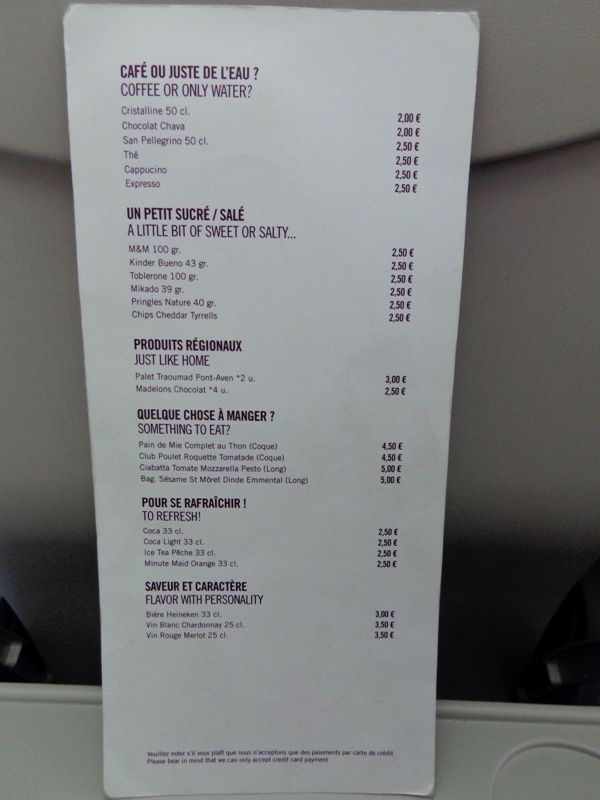 CAFÉ OU JUSTE DE L'EAU ?
COFFEE OR ONLY WATER?
Cristalline 50 cl. 2,00 €
Chocolat Chava 2,00 €
San Pellegrino 50 cl. 2,50 €
Thé 2,50 €
Cappucino 2,50 €
Expresso 2,50 €
UN PETIT SUCRÉ / SALÉ
A LITTLE BIT OF SWEET OR SALTY...
M&M 100 gr. 2,50 €
Kinder Bueno 43 gr. 2,50 €
Toblerone 100 gr. 2,50 €
Mikado 39 gr. 2,50 €
Pringles Nature 40 gr. 2,50 €
Chips Cheddar Tyrrells 2,50 €
PRODUITS RÉGIONAUX
JUST LIKE HOME
Palet Traoumad Pont-Aven *2 u. 3,00 €
Madelons Chocolat *4 u. 2,50 €
QUELQUE CHOSE À MANGER ?
SOMETHING TO EAT?
Pain de Mie Complet au Thon (Coque) 4,50 €
Club Poulet Roquette Tomatade (Coque) 4,50 €
Ciabatta Tomate Mozzarella Pesto (Long) 5,00 €
Bag. Sésame St Môret Dinde Emmental (Long) 5,00 €
POUR SE RAFRAÎCHIR !
TO REFRESH!
Coca 33 cl. 2,50 €
Coca Light 33 cl. 2,50 €
Ice Tea Pêche 33 cl. 2,50 €
Minute Maid Orange 33 cl. 2,50 €
SAVEUR ET CARACTÈRE
FLAVOR WITH PERSONALITY
Bière Heineken 33 cl. 3,00 €
Vin Blanc Chardonnay 25 cl. 3,50 €
Vin Rouge Merlot 25 cl. 3,50 €
Veuillez noter s'il vous plaît que nous n'acceptons que des paiements par carte de crédit
Please bear in mind that we can only accept credit card payment